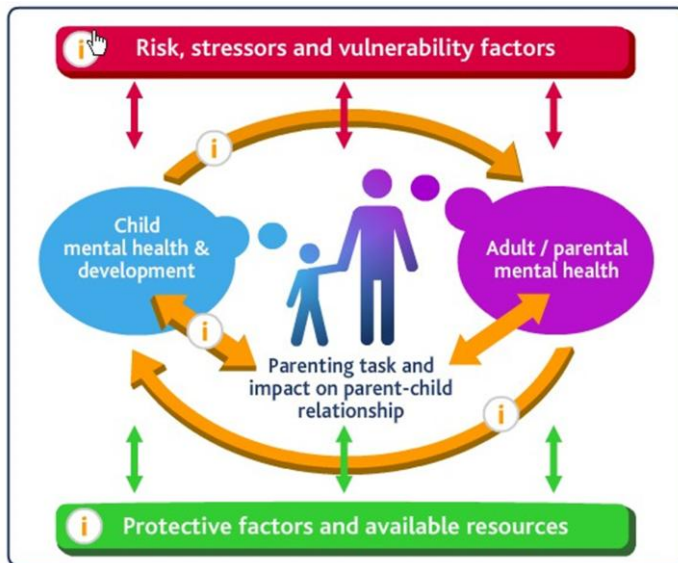 i Risk, stressors and vulnerability factors
i
Child
mental health &
development
Adult / parental
mental health
i
Parenting task and
impact on parent-child
relationship
i
i Protective factors and available resources